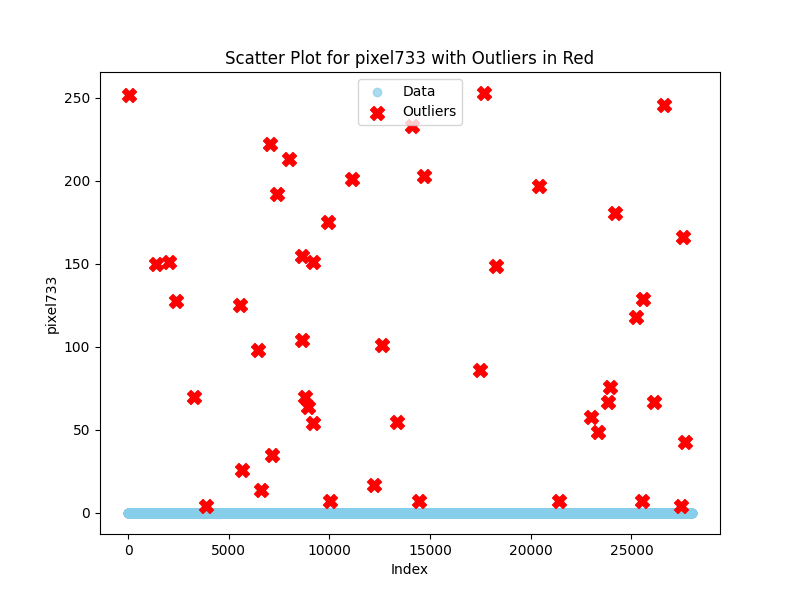 Scatter Plot for pixel733 with Outliers in Red
Data
Outliers
pixel733
250
200
150
100
50
0
0 5000 10000 15000 20000 25000
Index